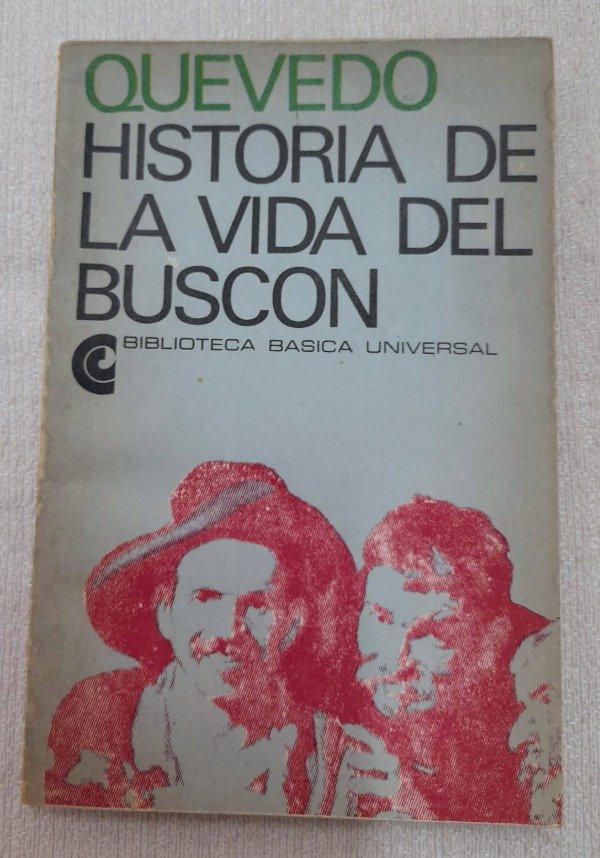 QUEVEDO
HISTORIA DE
LA VIDA DEL
BUSCON
BIBLIOTECA BASICA UNIVERSAL